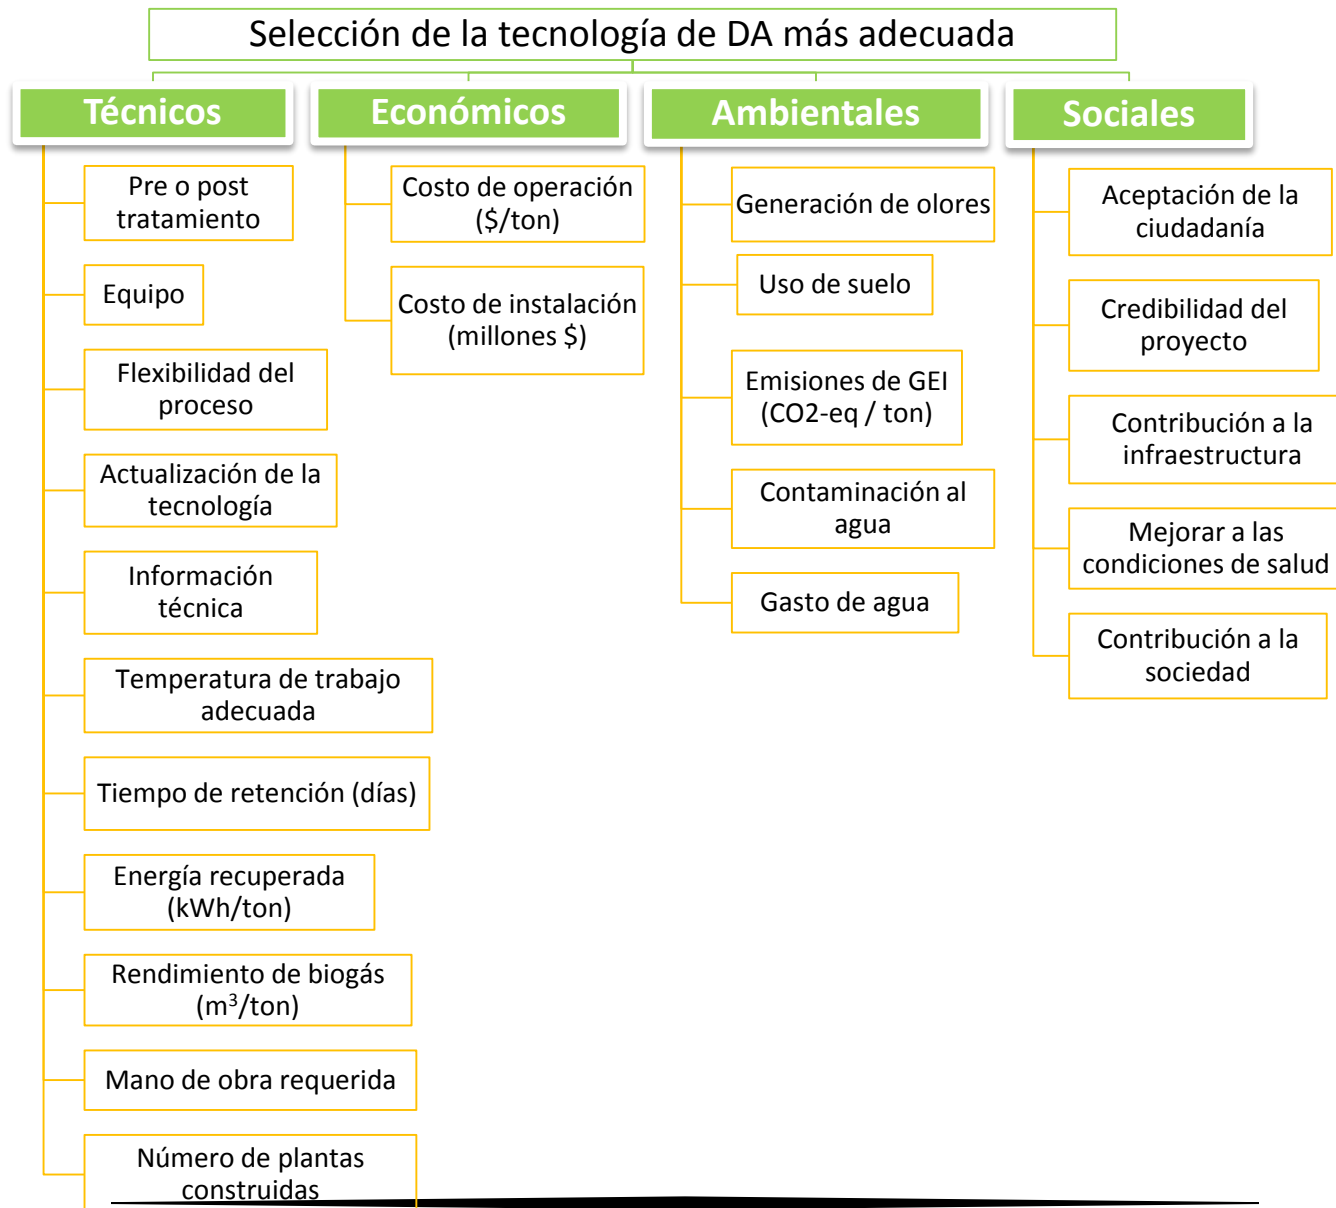 Selección de la tecnología de DA más adecuada
Técnicos
Pre o post
tratamiento
Equipo
Flexibilidad del
proceso
Actualización de la
tecnología
Información
técnica
Temperatura de trabajo
adecuada
Tiempo de retención (días)
Energía recuperada
(kWh/ton)
Rendimiento de biogás
(m³/ton)
Mano de obra requerida
Número de plantas
construidas
Económicos
Costo de operación
($/ton)
Costo de instalación
(millones $)
Ambientales
Generación de olores
Uso de suelo
Emisiones de GEI
(CO2-eq / ton)
Contaminación al
agua
Gasto de agua
Sociales
Aceptación de la
ciudadanía
Credibilidad del
proyecto
Contribución a la
infraestructura
Mejorar a las
condiciones de salud
Contribución a la
sociedad